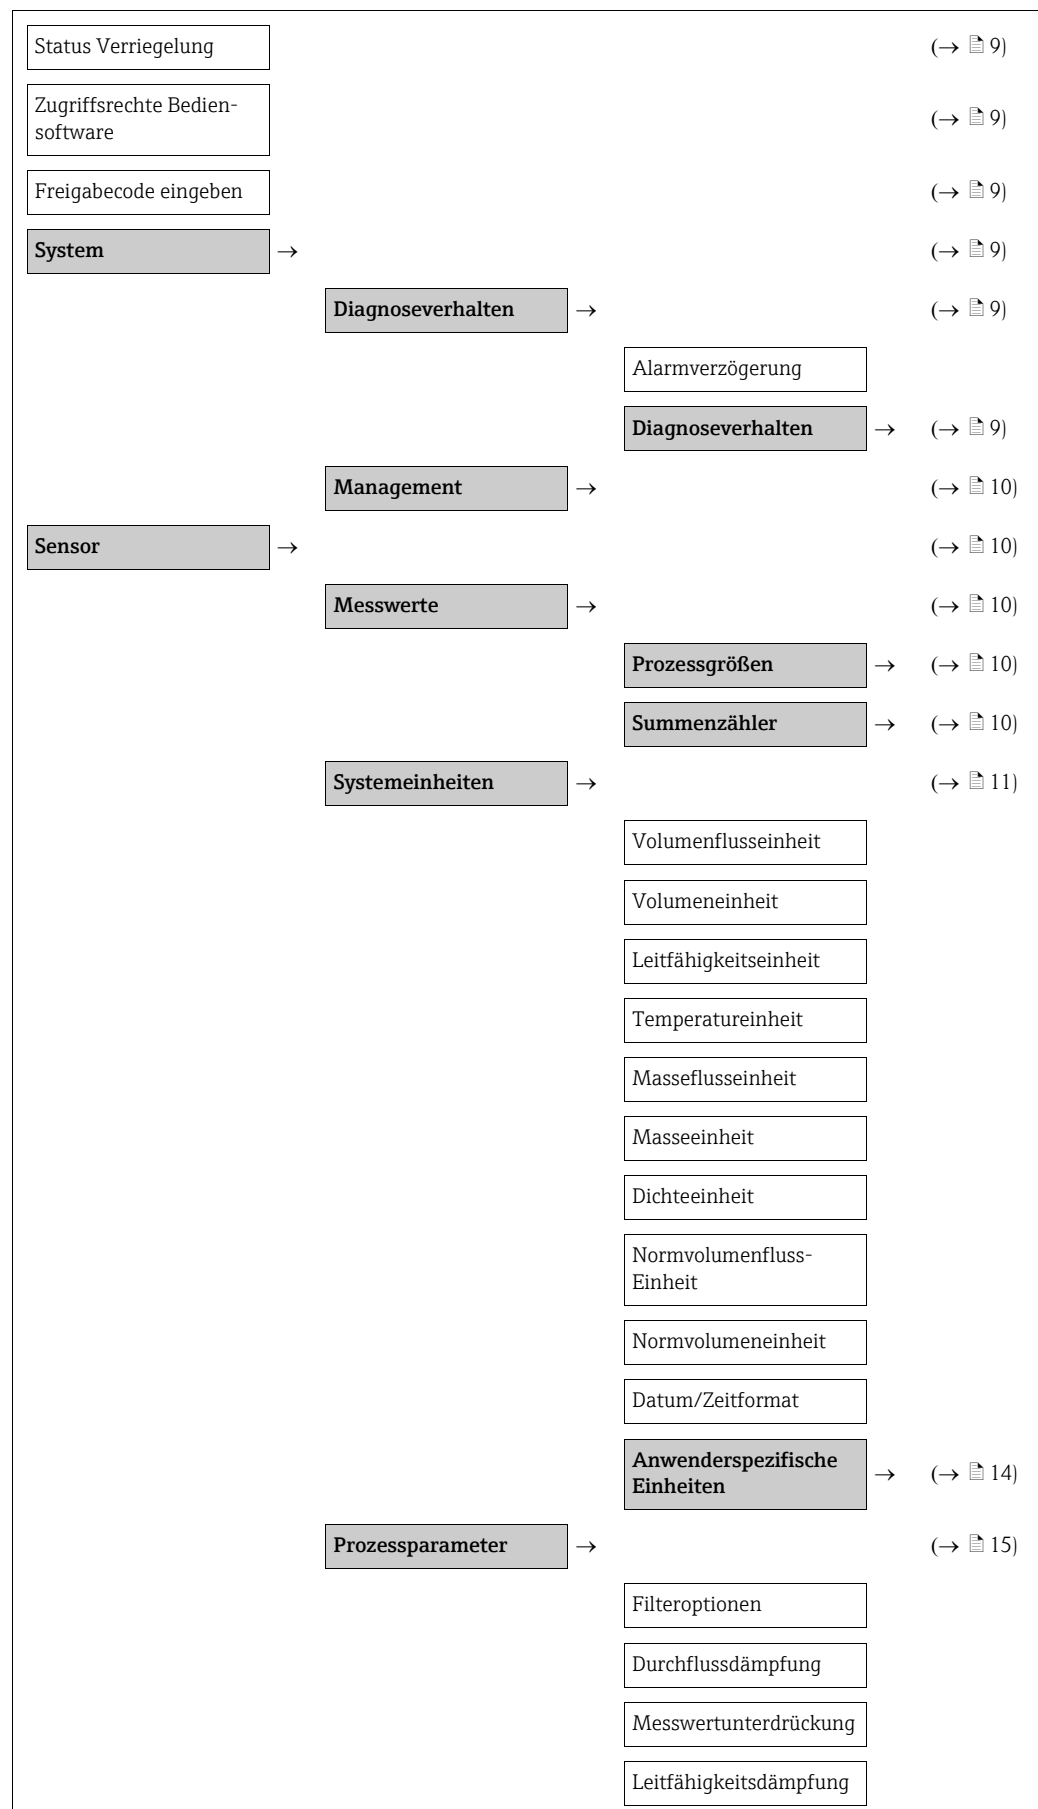 Status Verriegelung (→ 🗎 9)
Zugriffsrechte Bedien-
software (→ 🗎 9)
Freigabecode eingeben (→ 🗎 9)
System → (→ 🗎 9)
Diagnoseverhalten → (→ 🗎 9)
Alarmverzögerung
Diagnoseverhalten → (→ 🗎 9)
Management → (→ 🗎 10)
Sensor → (→ 🗎 10)
Messwerte → (→ 🗎 10)
Prozessgrößen → (→ 🗎 10)
Summenzähler → (→ 🗎 10)
Systemeinheiten → (→ 🗎 11)
Volumenflusseinheit
Volumeneinheit
Leitfähigkeitseinheit
Temperatureinheit
Masseflusseinheit
Masseeinheit
Dichteeinheit
Normvolumenfluss-
Einheit
Normvolumeneinheit
Datum/Zeitformat
Anwenderspezifische
Einheiten → (→ 🗎 14)
Prozessparameter → (→ 🗎 15)
Filteroptionen
Durchflussdämpfung
Messwertunterdrückung
Leitfähigkeitsdämpfung